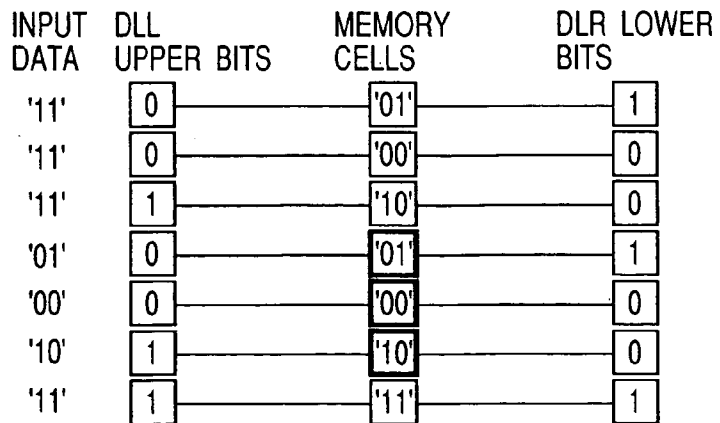 INPUT DLL MEMORY DLR LOWER
DATA UPPER BITS CELLS BITS
'11' 0 '01' 1
'11' 0 '00' 0
'11' 1 '10' 0
'01' 0 '01' 1
'00' 0 '00' 0
'10' 1 '10' 0
'11' 1 '11' 1